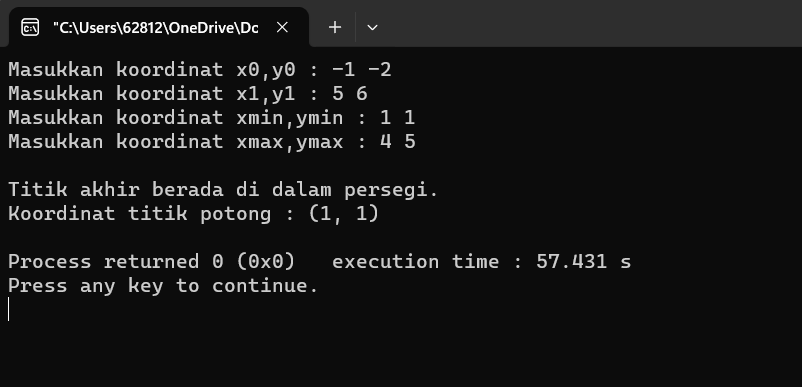 "C:\Users\62812\OneDrive\Dc
Masukkan koordinat x0,y0 : -1 -2
Masukkan koordinat x1,y1 : 5 6
Masukkan koordinat xmin,ymin : 1 1
Masukkan koordinat xmax,ymax : 4 5
Titik akhir berada di dalam persegi.
Koordinat titik potong : (1, 1)
Process returned 0 (0x0)   execution time : 57.431 s
Press any key to continue.